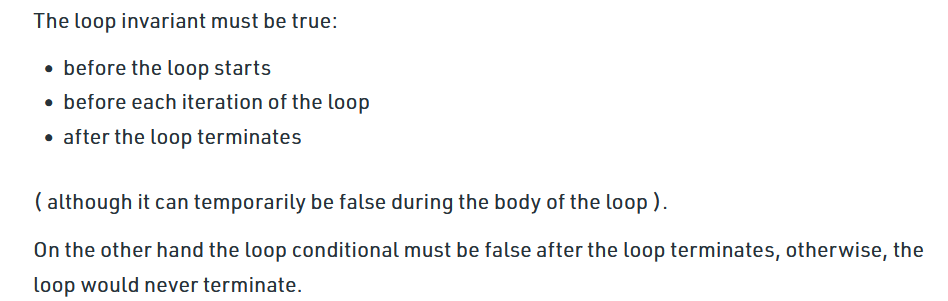 The loop invariant must be true:
• before the loop starts
• before each iteration of the loop
• after the loop terminates
( although it can temporarily be false during the body of the loop ).
On the other hand the loop conditional must be false after the loop terminates, otherwise, the
loop would never terminate.